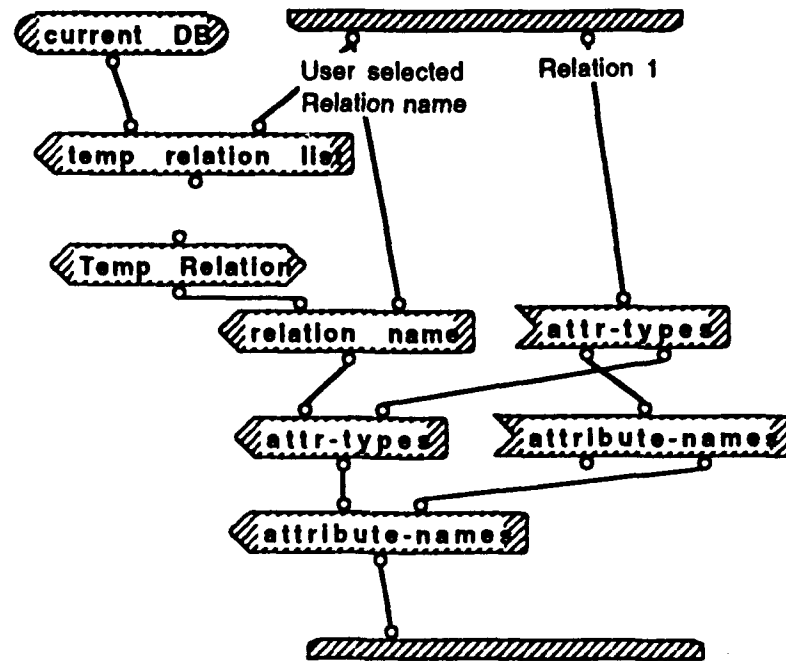 current DB
User selected
Relation name
Relation 1
temp relation list
Temp Relation
relation name
attr-types
attr-types
attribute-names
attribute-names